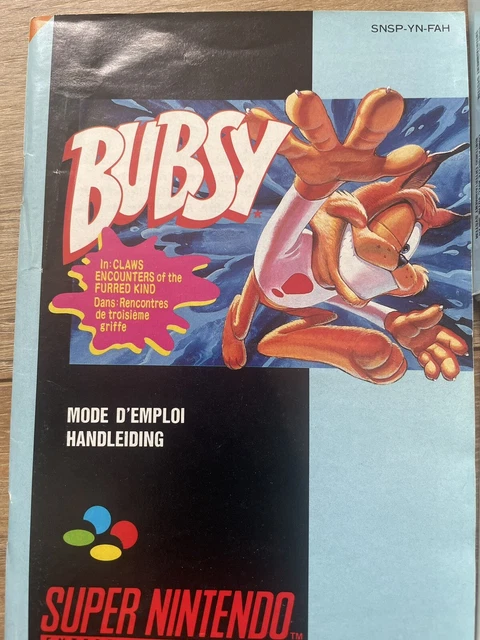 SNSP-YN-FAH
BUBSY
In: CLAWS
ENCOUNTERS of the
FURRED KIND
Dans: Rencontres
de troisième
griffe
MODE D'EMPLOI
HANDLEIDING
SUPER NINTENDO
TM